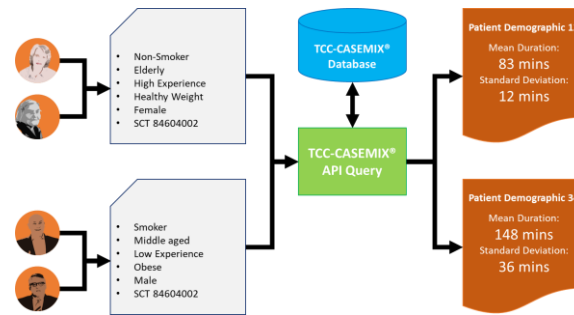 Non-Smoker
Elderly
High Experience
Healthy Weight
Female
SCT 84604002
Smoker
Middle aged
Low Experience
Obese
Male
SCT 84604002
TCC-CASEMIX®
Database
TCC-CASEMIX®
API Query
Patient Demographic 1
Mean Duration:
83 mins
Standard Deviation:
12 mins
Patient Demographic 3
Mean Duration:
148 mins
Standard Deviation:
36 mins